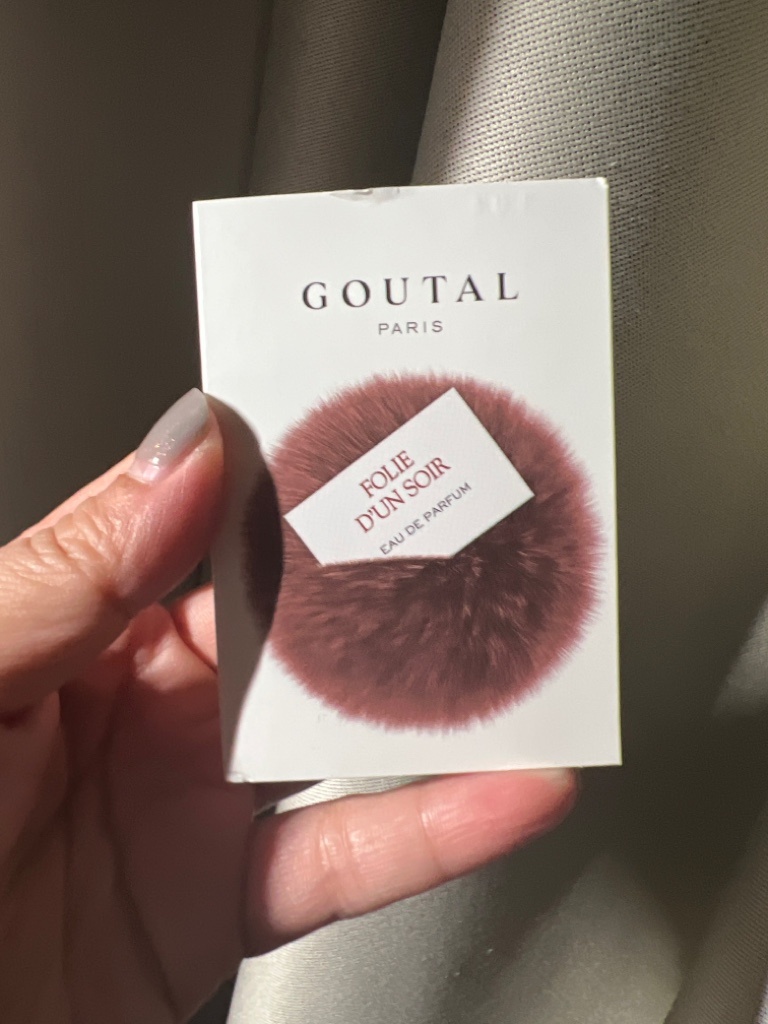 GOUTAL
PARIS
FOLIE
D'UN SOIR
EAU DE PARFUM